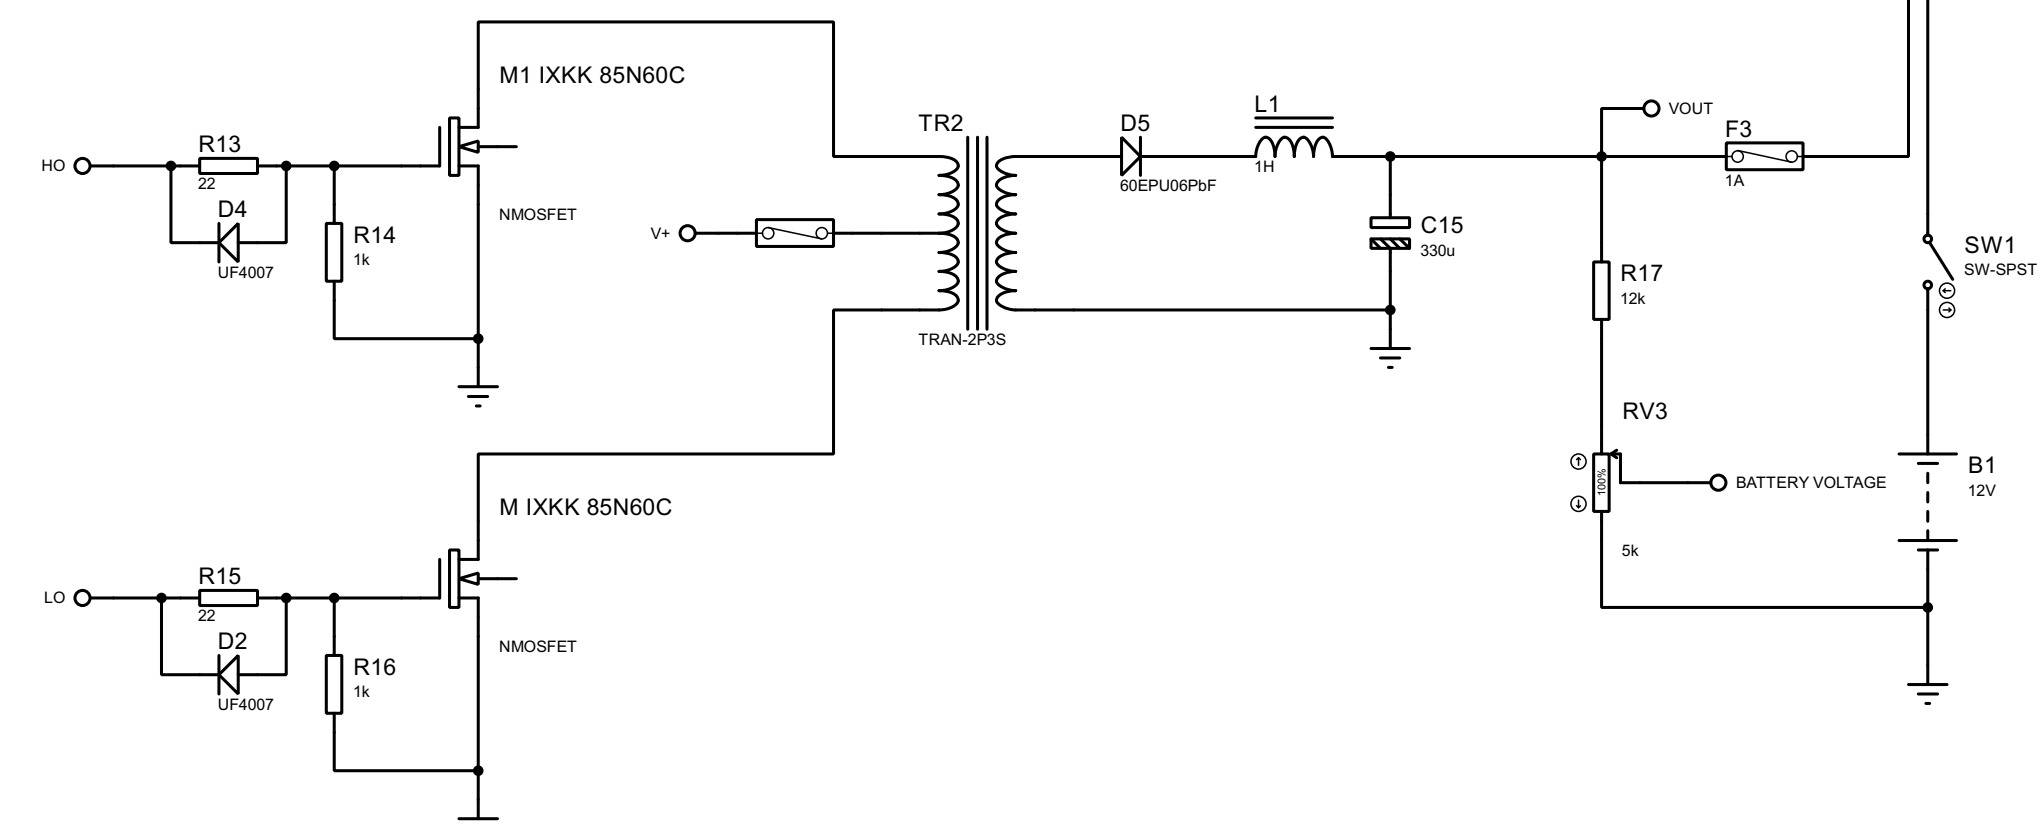 M1 IXKK 85N60C
L1
VOUT
TR2
D5
F3
R13
HO
1H
1A
22
60EPU06PbF
D4
NMOSFET
R14
V+
C15
1k
330u
SW1
UF4007
SW-SPST
R17
12k
TRAN-2P3S
RV3
B1
100%
BATTERY VOLTAGE
12V
M IXKK 85N60C
5k
R15
LO
22
D2
NMOSFET
R16
1k
UF4007